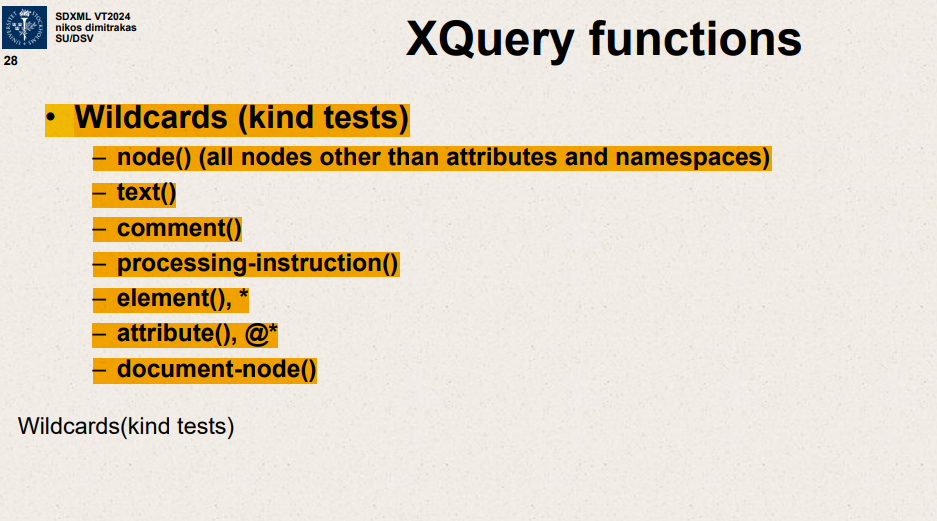 SDXML VT2024
nikos dimitrakas
SU/DSV
28
XQuery functions
• Wildcards (kind tests)
– node() (all nodes other than attributes and namespaces)
– text()
– comment()
– processing-instruction()
– element(), *
– attribute(), @*
– document-node()
Wildcards(kind tests)